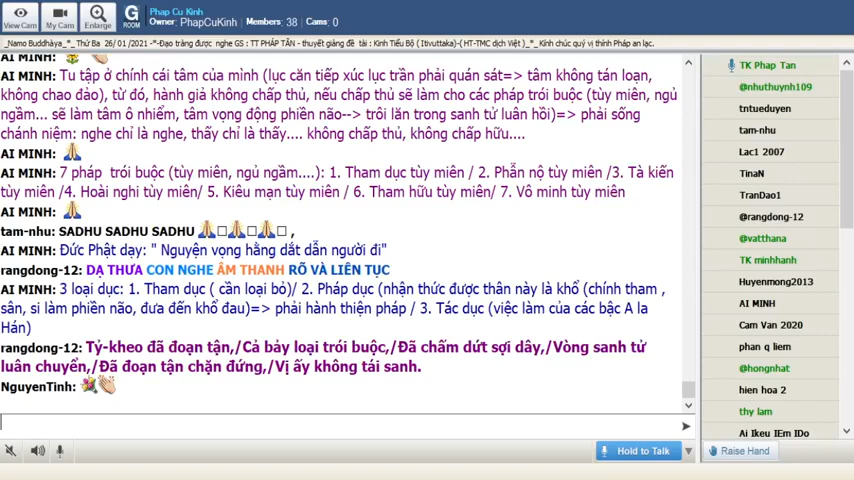 View Cam
My Cam
Enlarge
G
ROOM
Phap Cu Kinh
Owner: PhapCuKinh | Members: 38 | Cams: 0
_Namo Buddhàya_*_ Thứ Ba 26/ 01 /2021 -*-Đạo tràng được nghe GS : TT PHÁP TÂN - thuyết giảng đề tài : Kinh Tiểu Bộ ( Itivuttaka)-( HT-TMC dịch Việt )_*_ Kính chúc quý vị thính Pháp an lạc.
AI MINH:
AI MINH: Tu tập ở chính cái tâm của mình (lục căn tiếp xúc lục trần phải quán sát=> tâm không tán loạn,
không chao đảo), từ đó, hành giả không chấp thủ, nếu chấp thủ sẽ làm cho các pháp trói buộc (tùy miên, ngủ
ngầm... sẽ làm tâm ô nhiểm, tâm vọng động phiền não--> trôi lăn trong sanh tử luân hồi)=> phải sống
chánh niệm: nghe chỉ là nghe, thấy chỉ là thấy.... không chấp thủ, không chấp hữu....
AI MINH: 🙏
AI MINH: 7 pháp trói buộc (tùy miên, ngủ ngầm....): 1. Tham dục tùy miên / 2. Phẫn nộ tùy miên /3. Tà kiến
tùy miên /4. Hoài nghi tùy miên/ 5. Kiêu mạn tùy miên / 6. Tham hữu tùy miên/ 7. Vô minh tùy miên
AI MINH: 🙏
tam-nhu: SADHU SADHU SADHU 🙏□🙏□🙏□ ,
AI MINH: Đức Phật dạy: " Nguyện vọng hằng dắt dẫn người đi"
rangdong-12: DẠ THƯA CON NGHE ÂM THANH RÕ VÀ LIÊN TỤC
AI MINH: 3 loại dục: 1. Tham dục ( cần loại bỏ)/ 2. Pháp dục (nhận thức được thân này là khổ (chính tham ,
sân, si làm phiền não, đưa đến khổ đau)=> phải hành thiện pháp / 3. Tác dục (việc làm của các bậc A la
Hán)
rangdong-12: Tỷ-kheo đã đoạn tận,/Cả bảy loại trói buộc,/Đã chấm dứt sợi dây,/Vòng sanh tử
luân chuyển,/Đã đoạn tận chặn đứng,/Vị ấy không tái sanh.
NguyenTinh: 💐👏
Hold to Talk
Raise Hand
TK Phap Tan
@nhuthuynh109
tntueduyen
tam-nhu
Lac1 2007
TinaN
TranDao1
@rangdong-12
@vatthana
TK minhhanh
Huyenmong2013
AI MINH
Cam Van 2020
phan q liem
@hongnhat
hien hoa 2
thy lam
Ai Ikeu IEm IDo